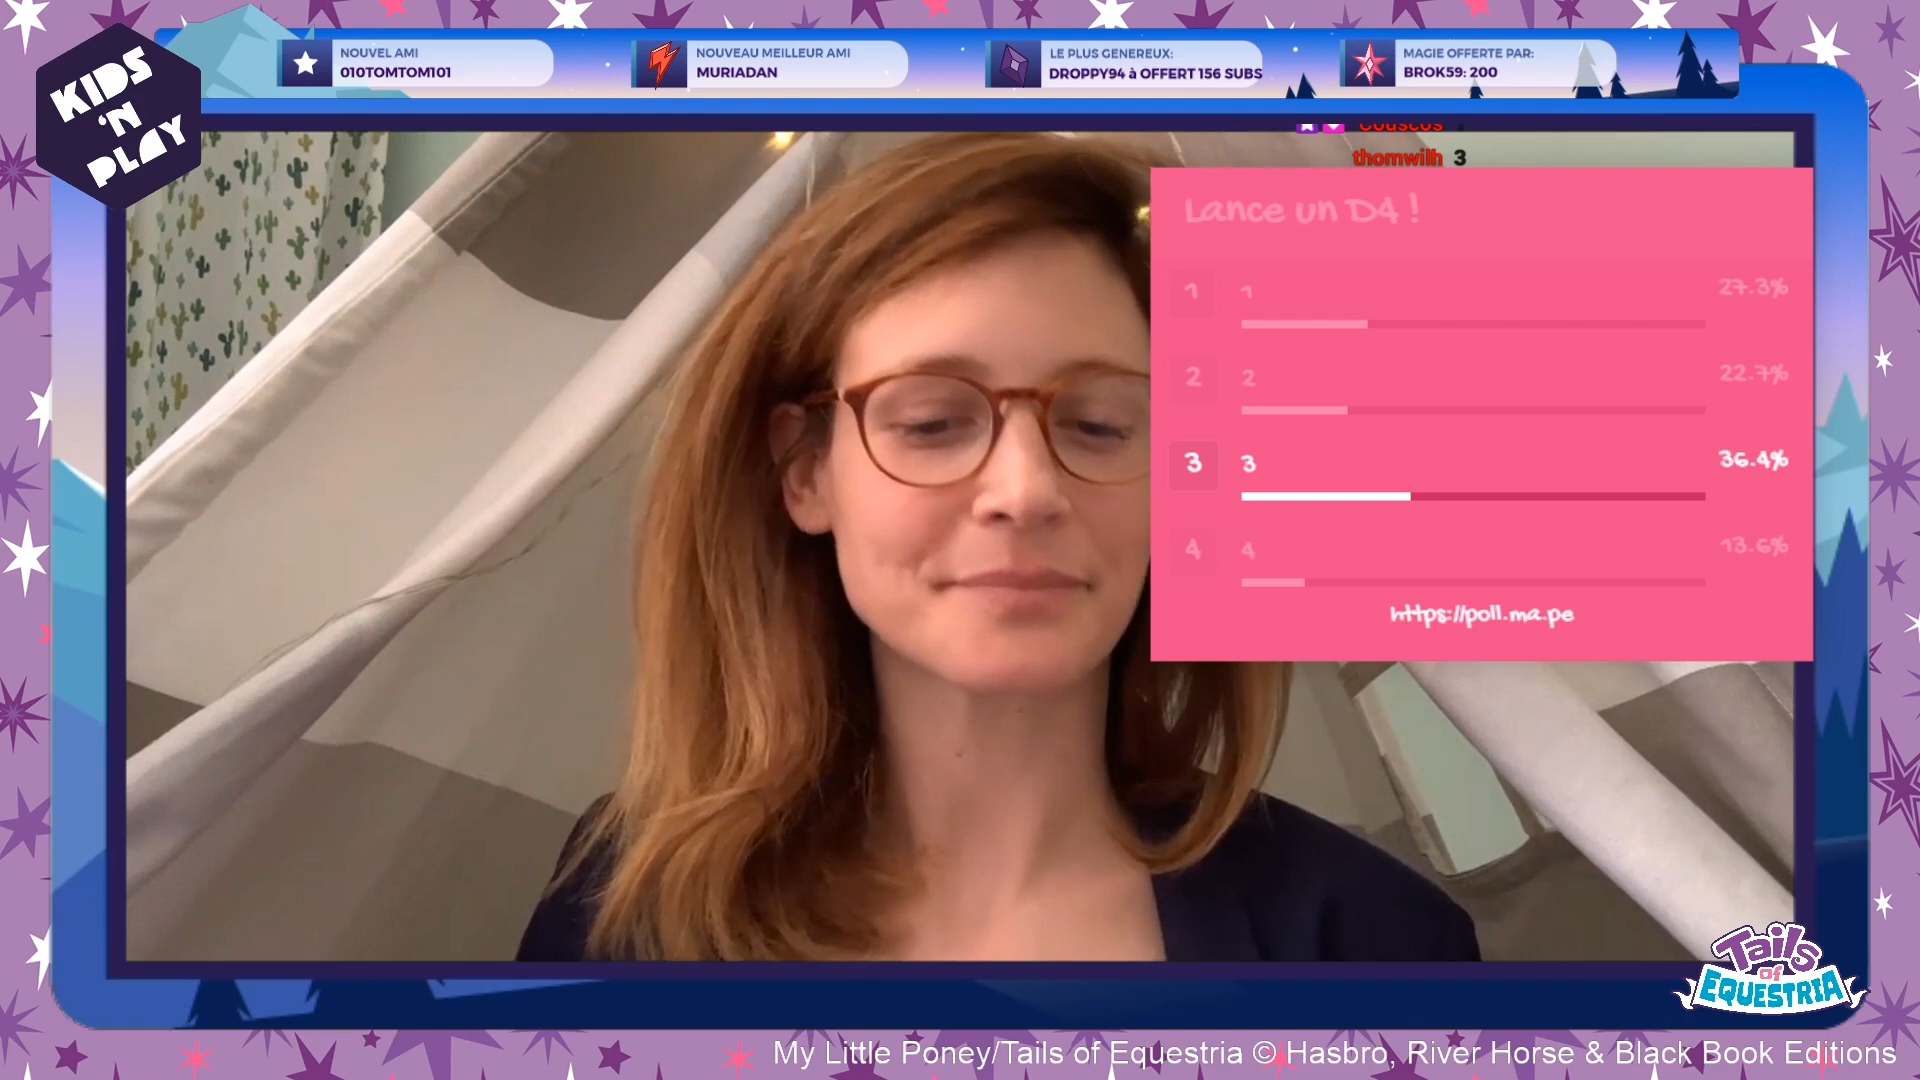 KIDS
'N
PLAY
NOUVEL AMI
010TOMTOM101
NOUVEAU MEILLEUR AMI
MURIADAN
LE PLUS GENEREUX:
DROPPY94 à OFFERT 156 SUBS
MAGIE OFFERTE PAR:
BROK59: 200
Couscos
thomwilh 3
Lance un D4 !
1 1 27.3%
2 2 22.7%
3 3 36.4%
4 4 13.6%
https://poll.ma.pe
Tails
of
EQUESTRIA
My Little Poney/Tails of Equestria © Hasbro, River Horse & Black Book Editions